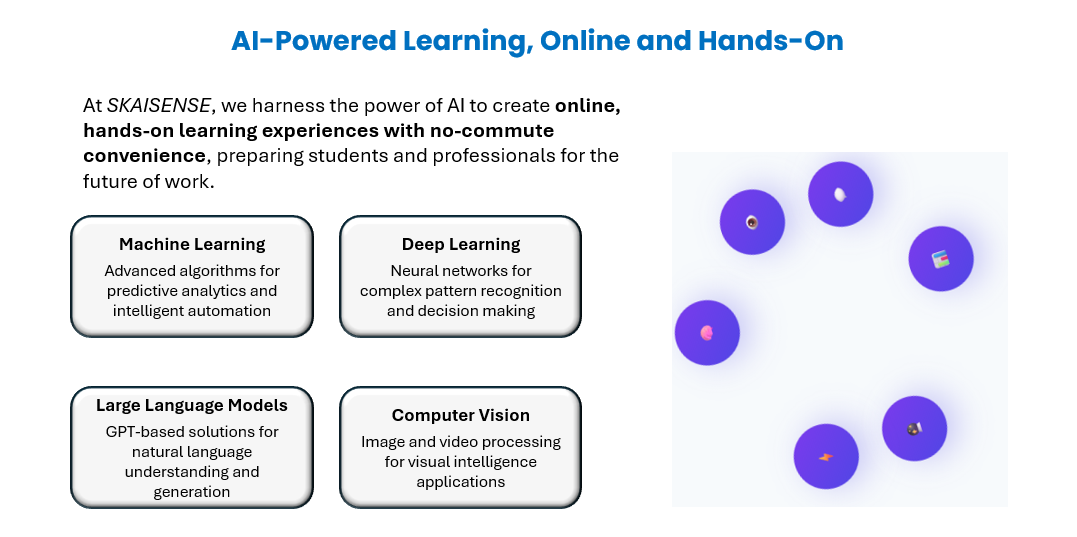 AI-Powered Learning, Online and Hands-On
At SKAISENSE, we harness the power of AI to create online,
hands-on learning experiences with no-commute
convenience, preparing students and professionals for the
future of work.
Machine Learning
Advanced algorithms for
predictive analytics and
intelligent automation
Deep Learning
Neural networks for
complex pattern recognition
and decision making
Large Language Models
GPT-based solutions for
natural language
understanding and
generation
Computer Vision
Image and video processing
for visual intelligence
applications